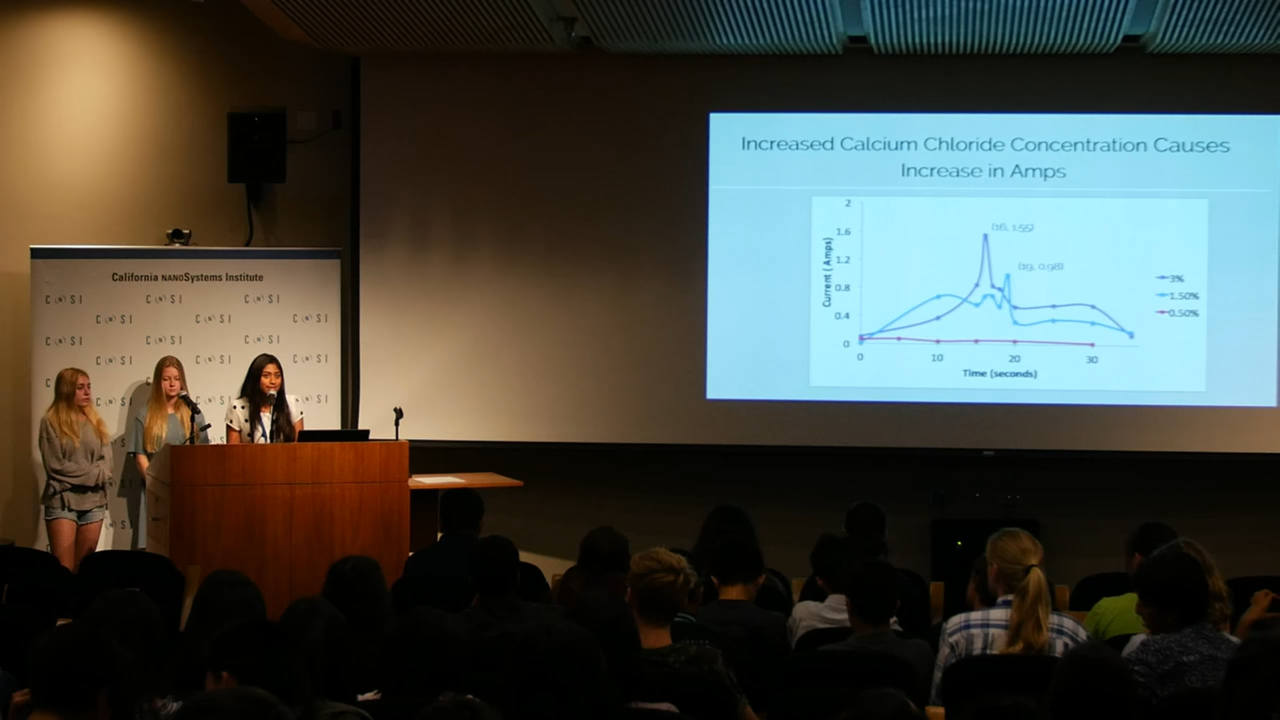 California NANOSystems Institute
C (N) S I C (N) S I C (N) S I
C (N) S I C (N) S I C (N) S I
C (N) S I C (N) S I C (N) S I
C (N) S I C (N) S I C (N) S I
Increased Calcium Chloride Concentration Causes
Increase in Amps
2
1.6
1.2
0.8
0.4
0
Current (Amps)
(16, 1.55)
(19, 0.98)
0 10 20 30
Time (seconds)
3%
1.50%
0.50%